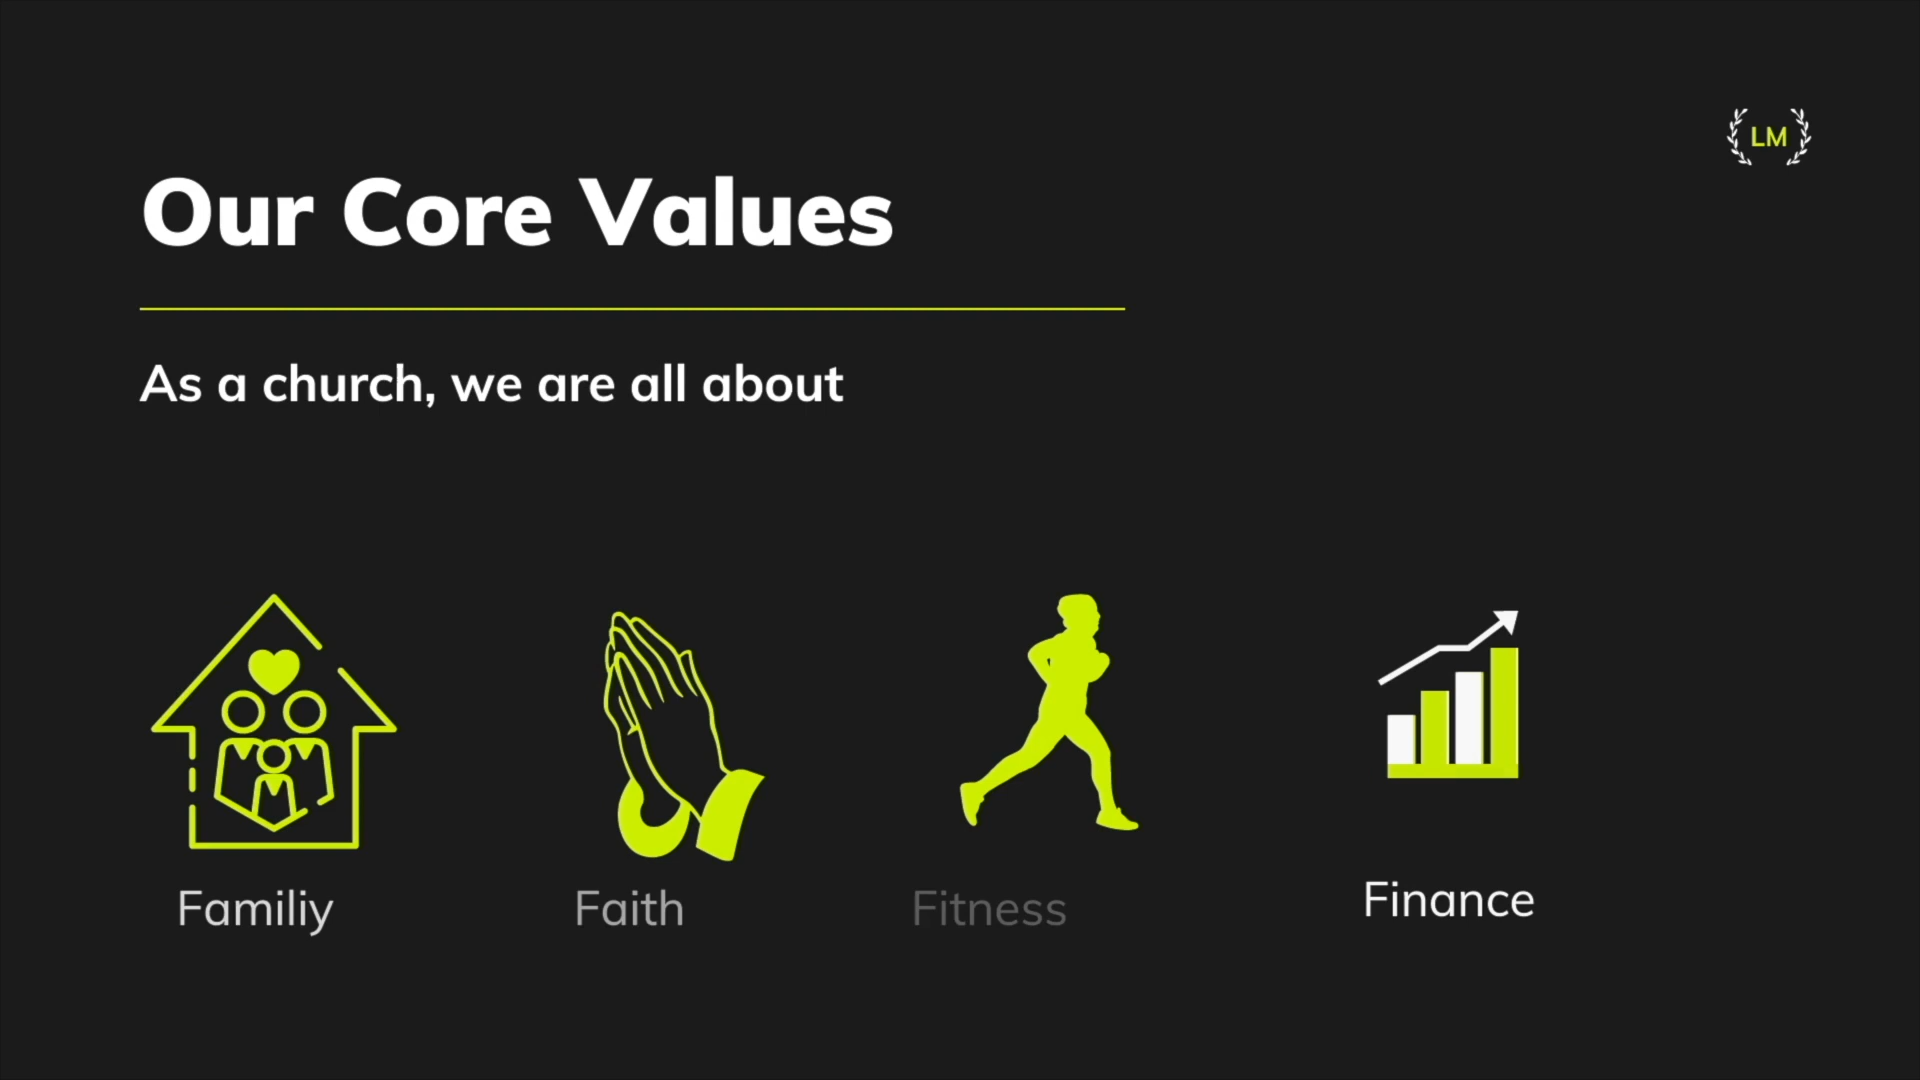 LM
Our Core Values
As a church, we are all about
Familiy
Faith
Fitness
Finance